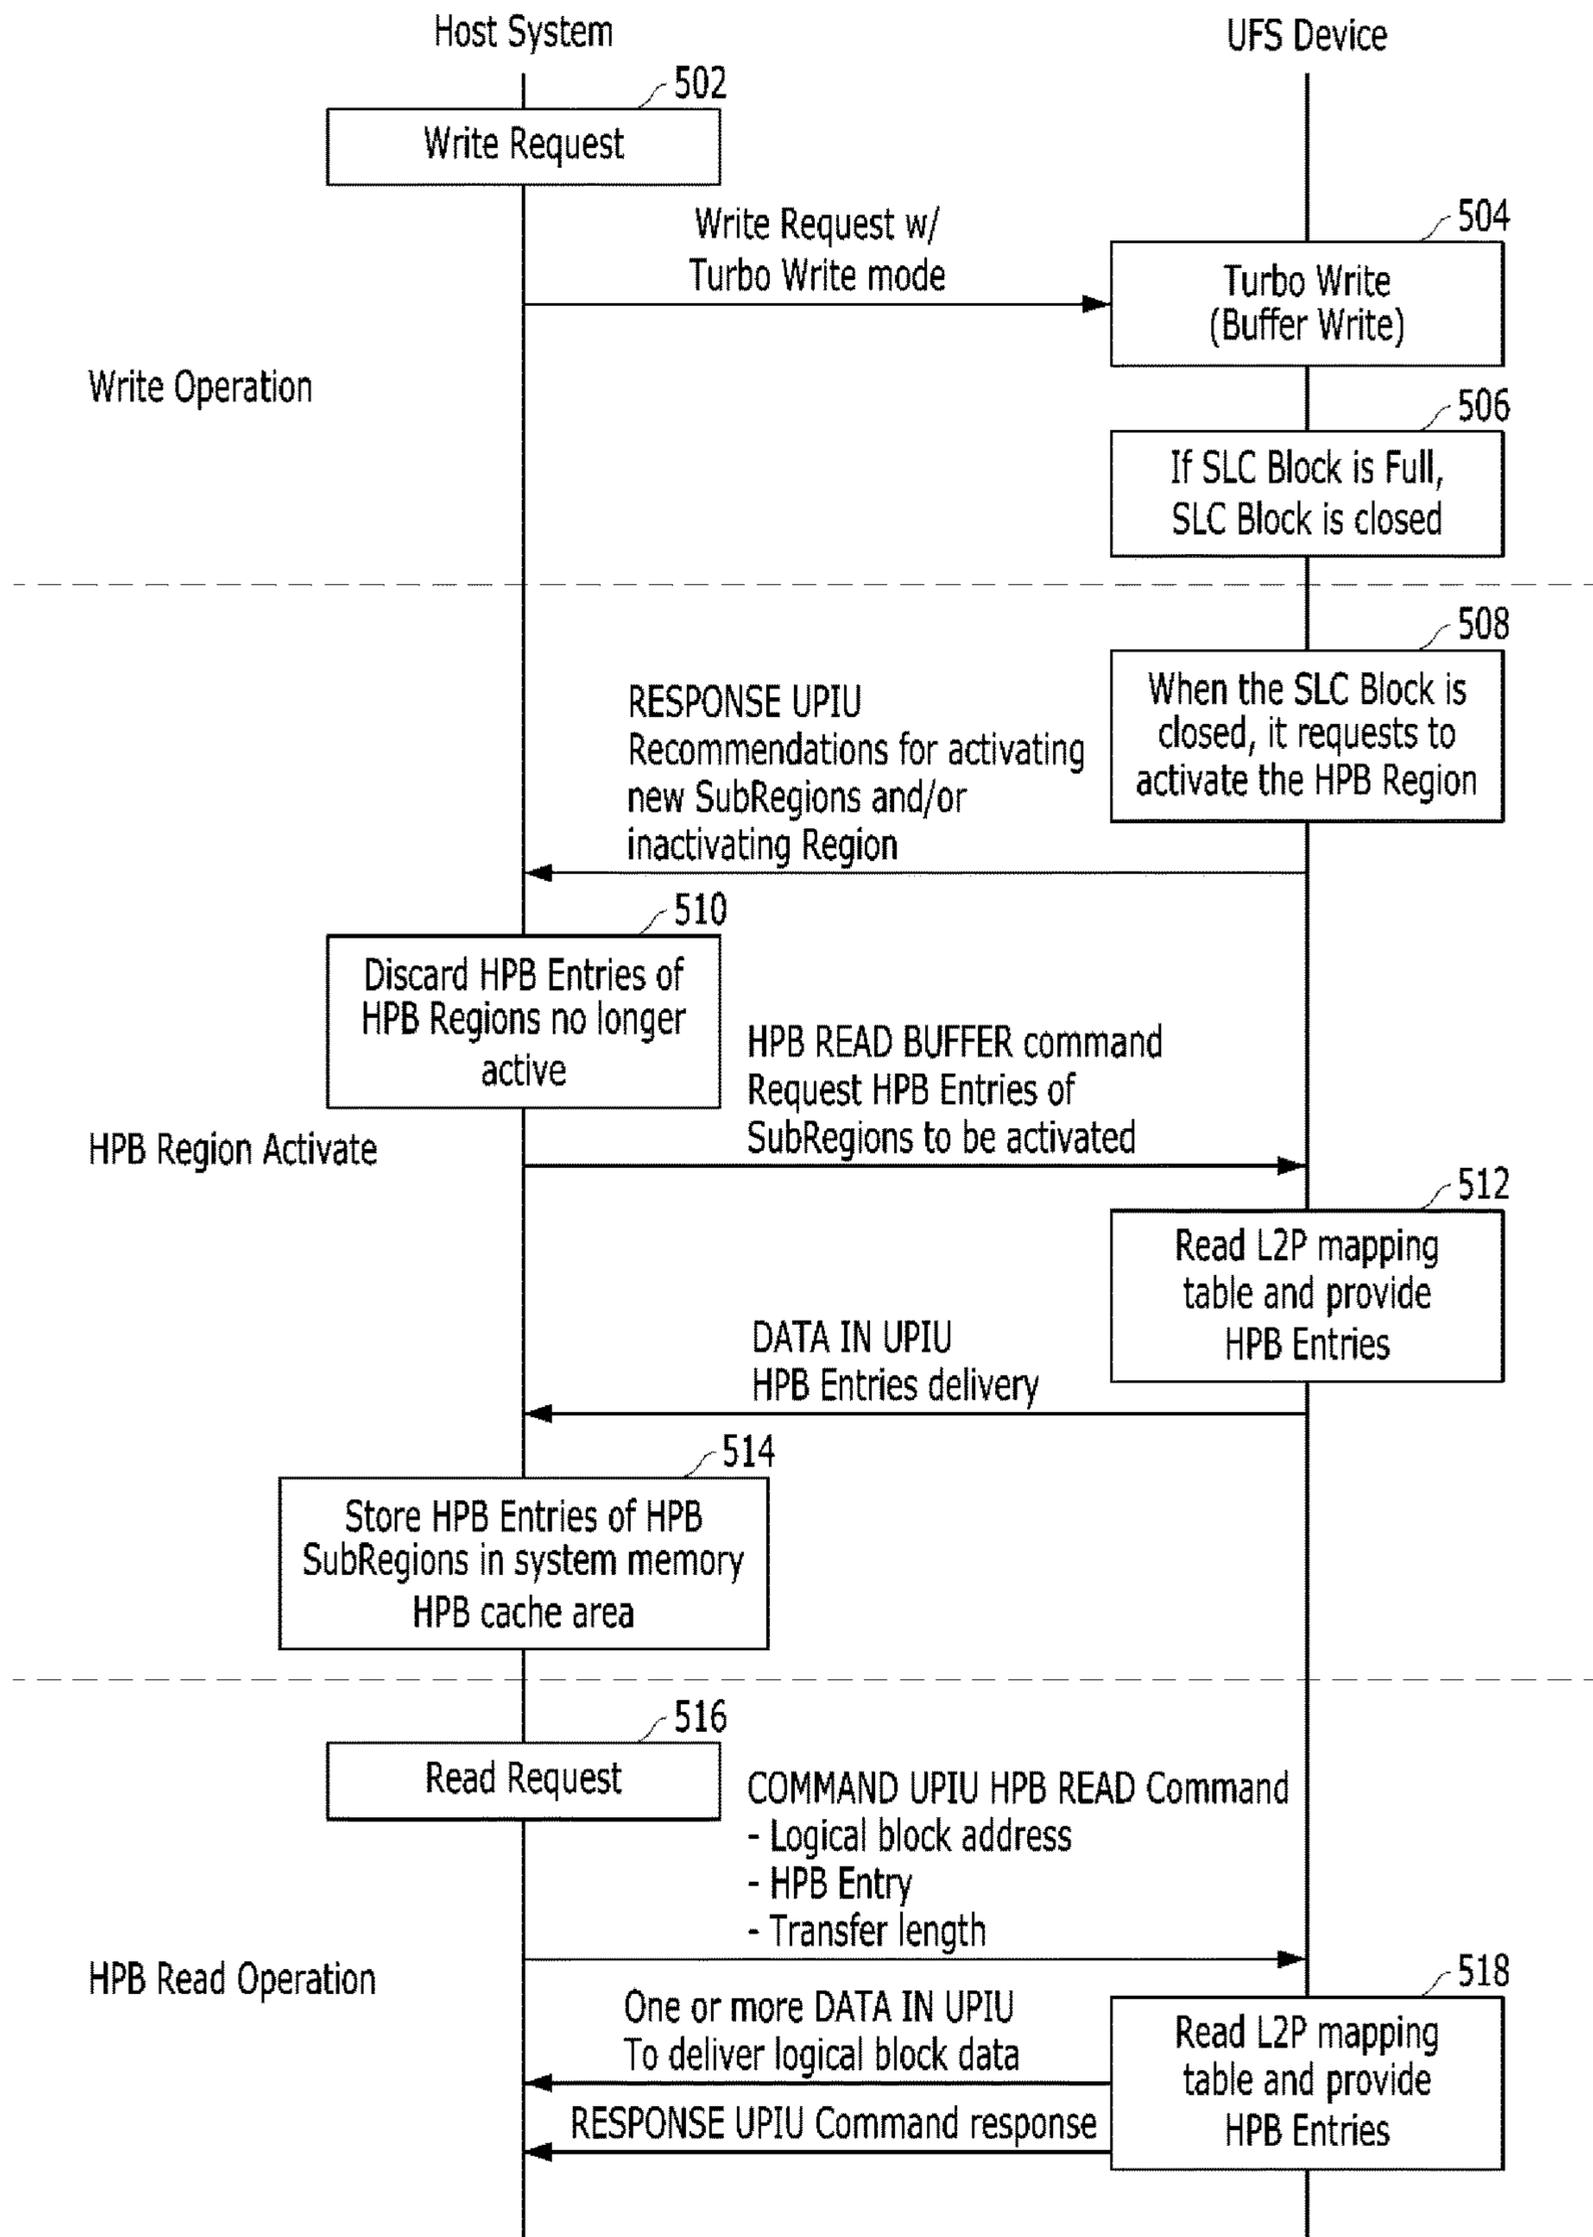 Host System
UFS Device
502
Write Request
Write Request w/
Turbo Write mode
504
Turbo Write
(Buffer Write)
Write Operation
506
If SLC Block is Full,
SLC Block is closed
508
When the SLC Block is
closed, it requests to
activate the HPB Region
RESPONSE UPIU
Recommendations for activating
new SubRegions and/or
inactivating Region
510
Discard HPB Entries of
HPB Regions no longer
active
HPB READ BUFFER command
Request HPB Entries of
SubRegions to be activated
HPB Region Activate
512
Read L2P mapping
table and provide
HPB Entries
DATA IN UPIU
HPB Entries delivery
514
Store HPB Entries of HPB
SubRegions in system memory
HPB cache area
516
Read Request
COMMAND UPIU HPB READ Command
- Logical block address
- HPB Entry
- Transfer length
HPB Read Operation
518
Read L2P mapping
table and provide
HPB Entries
One or more DATA IN UPIU
To deliver logical block data
RESPONSE UPIU Command response